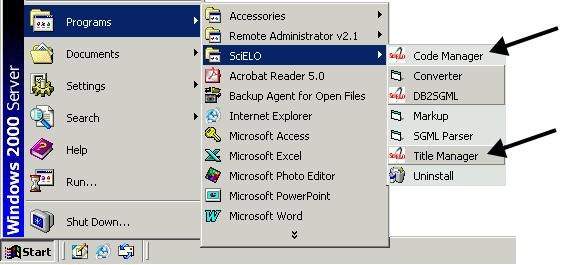 Windows 2000 Server
Programs
Documents
Settings
Search
Help
Run...
Shut Down...
Start
Accessories
Remote Administrator v2.1
SciELO
Acrobat Reader 5.0
Backup Agent for Open Files
Internet Explorer
Microsoft Access
Microsoft Excel
Microsoft Photo Editor
Microsoft PowerPoint
Microsoft Word
Code Manager
Converter
DB2SGML
Markup
SGML Parser
Title Manager
Uninstall